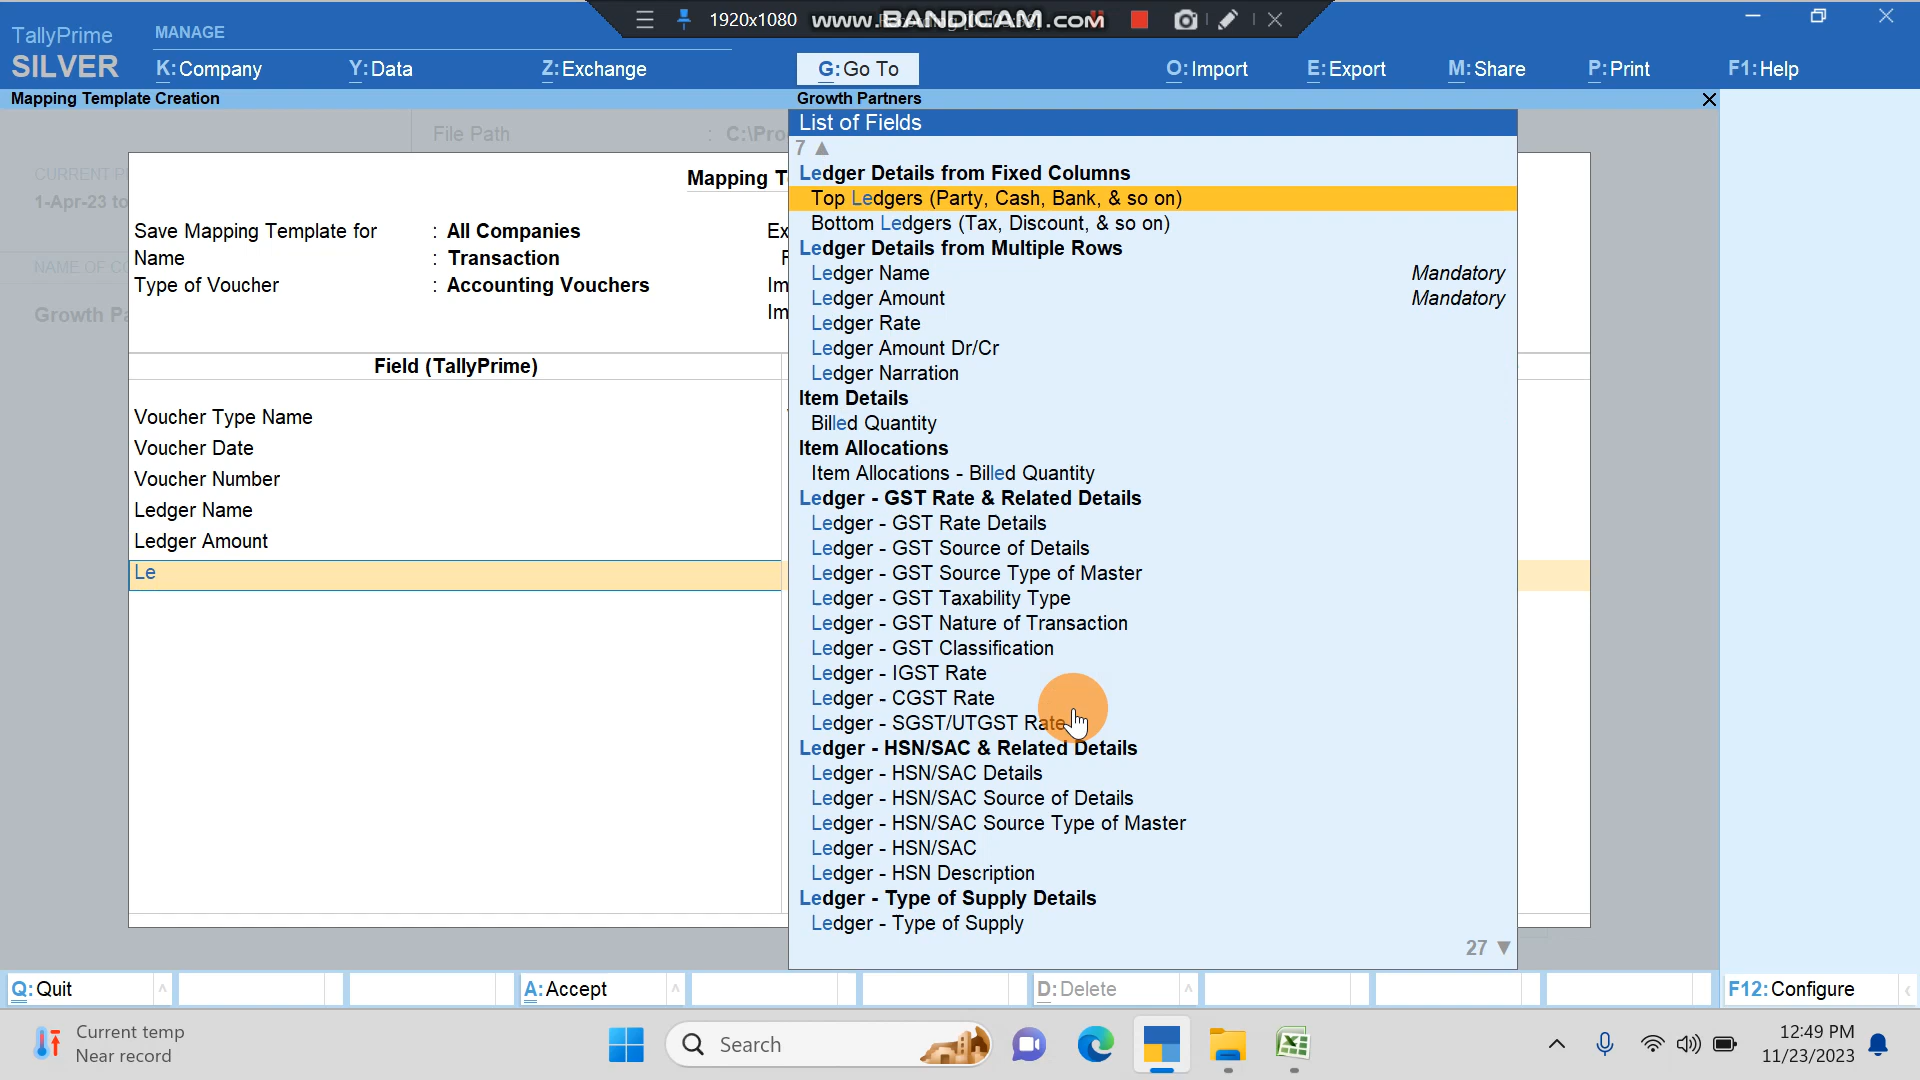 1920x1080
www.BANDICAM.com
TallyPrime
MANAGE
SILVER
K:Company
Y:Data
Z:Exchange
G:Go To
O:Import
E:Export
M:Share
P:Print
F1:Help
Mapping Template Creation
Growth Partners
File Path : C:\Pro
List of Fields
7
CURRENT P
1-Apr-23 to
NAME OF CO
Growth Pa
Mapping T
Save Mapping Template for : All Companies
Ex
Name : Transaction
F
Type of Voucher : Accounting Vouchers
Im
Im
Field (TallyPrime)
Voucher Type Name
Voucher Date
Voucher Number
Ledger Name
Ledger Amount
Le
Ledger Details from Fixed Columns
Top Ledgers (Party, Cash, Bank, & so on)
Bottom Ledgers (Tax, Discount, & so on)
Ledger Details from Multiple Rows
Ledger Name Mandatory
Ledger Amount Mandatory
Ledger Rate
Ledger Amount Dr/Cr
Ledger Narration
Item Details
Billed Quantity
Item Allocations
Item Allocations - Billed Quantity
Ledger - GST Rate & Related Details
Ledger - GST Rate Details
Ledger - GST Source of Details
Ledger - GST Source Type of Master
Ledger - GST Taxability Type
Ledger - GST Nature of Transaction
Ledger - GST Classification
Ledger - IGST Rate
Ledger - CGST Rate
Ledger - SGST/UTGST Rate
Ledger - HSN/SAC & Related Details
Ledger - HSN/SAC Details
Ledger - HSN/SAC Source of Details
Ledger - HSN/SAC Source Type of Master
Ledger - HSN/SAC
Ledger - HSN Description
Ledger - Type of Supply Details
Ledger - Type of Supply
27
Q:Quit
A:Accept
D:Delete
F12:Configure
Current temp
Near record
Search
12:49 PM
11/23/2023